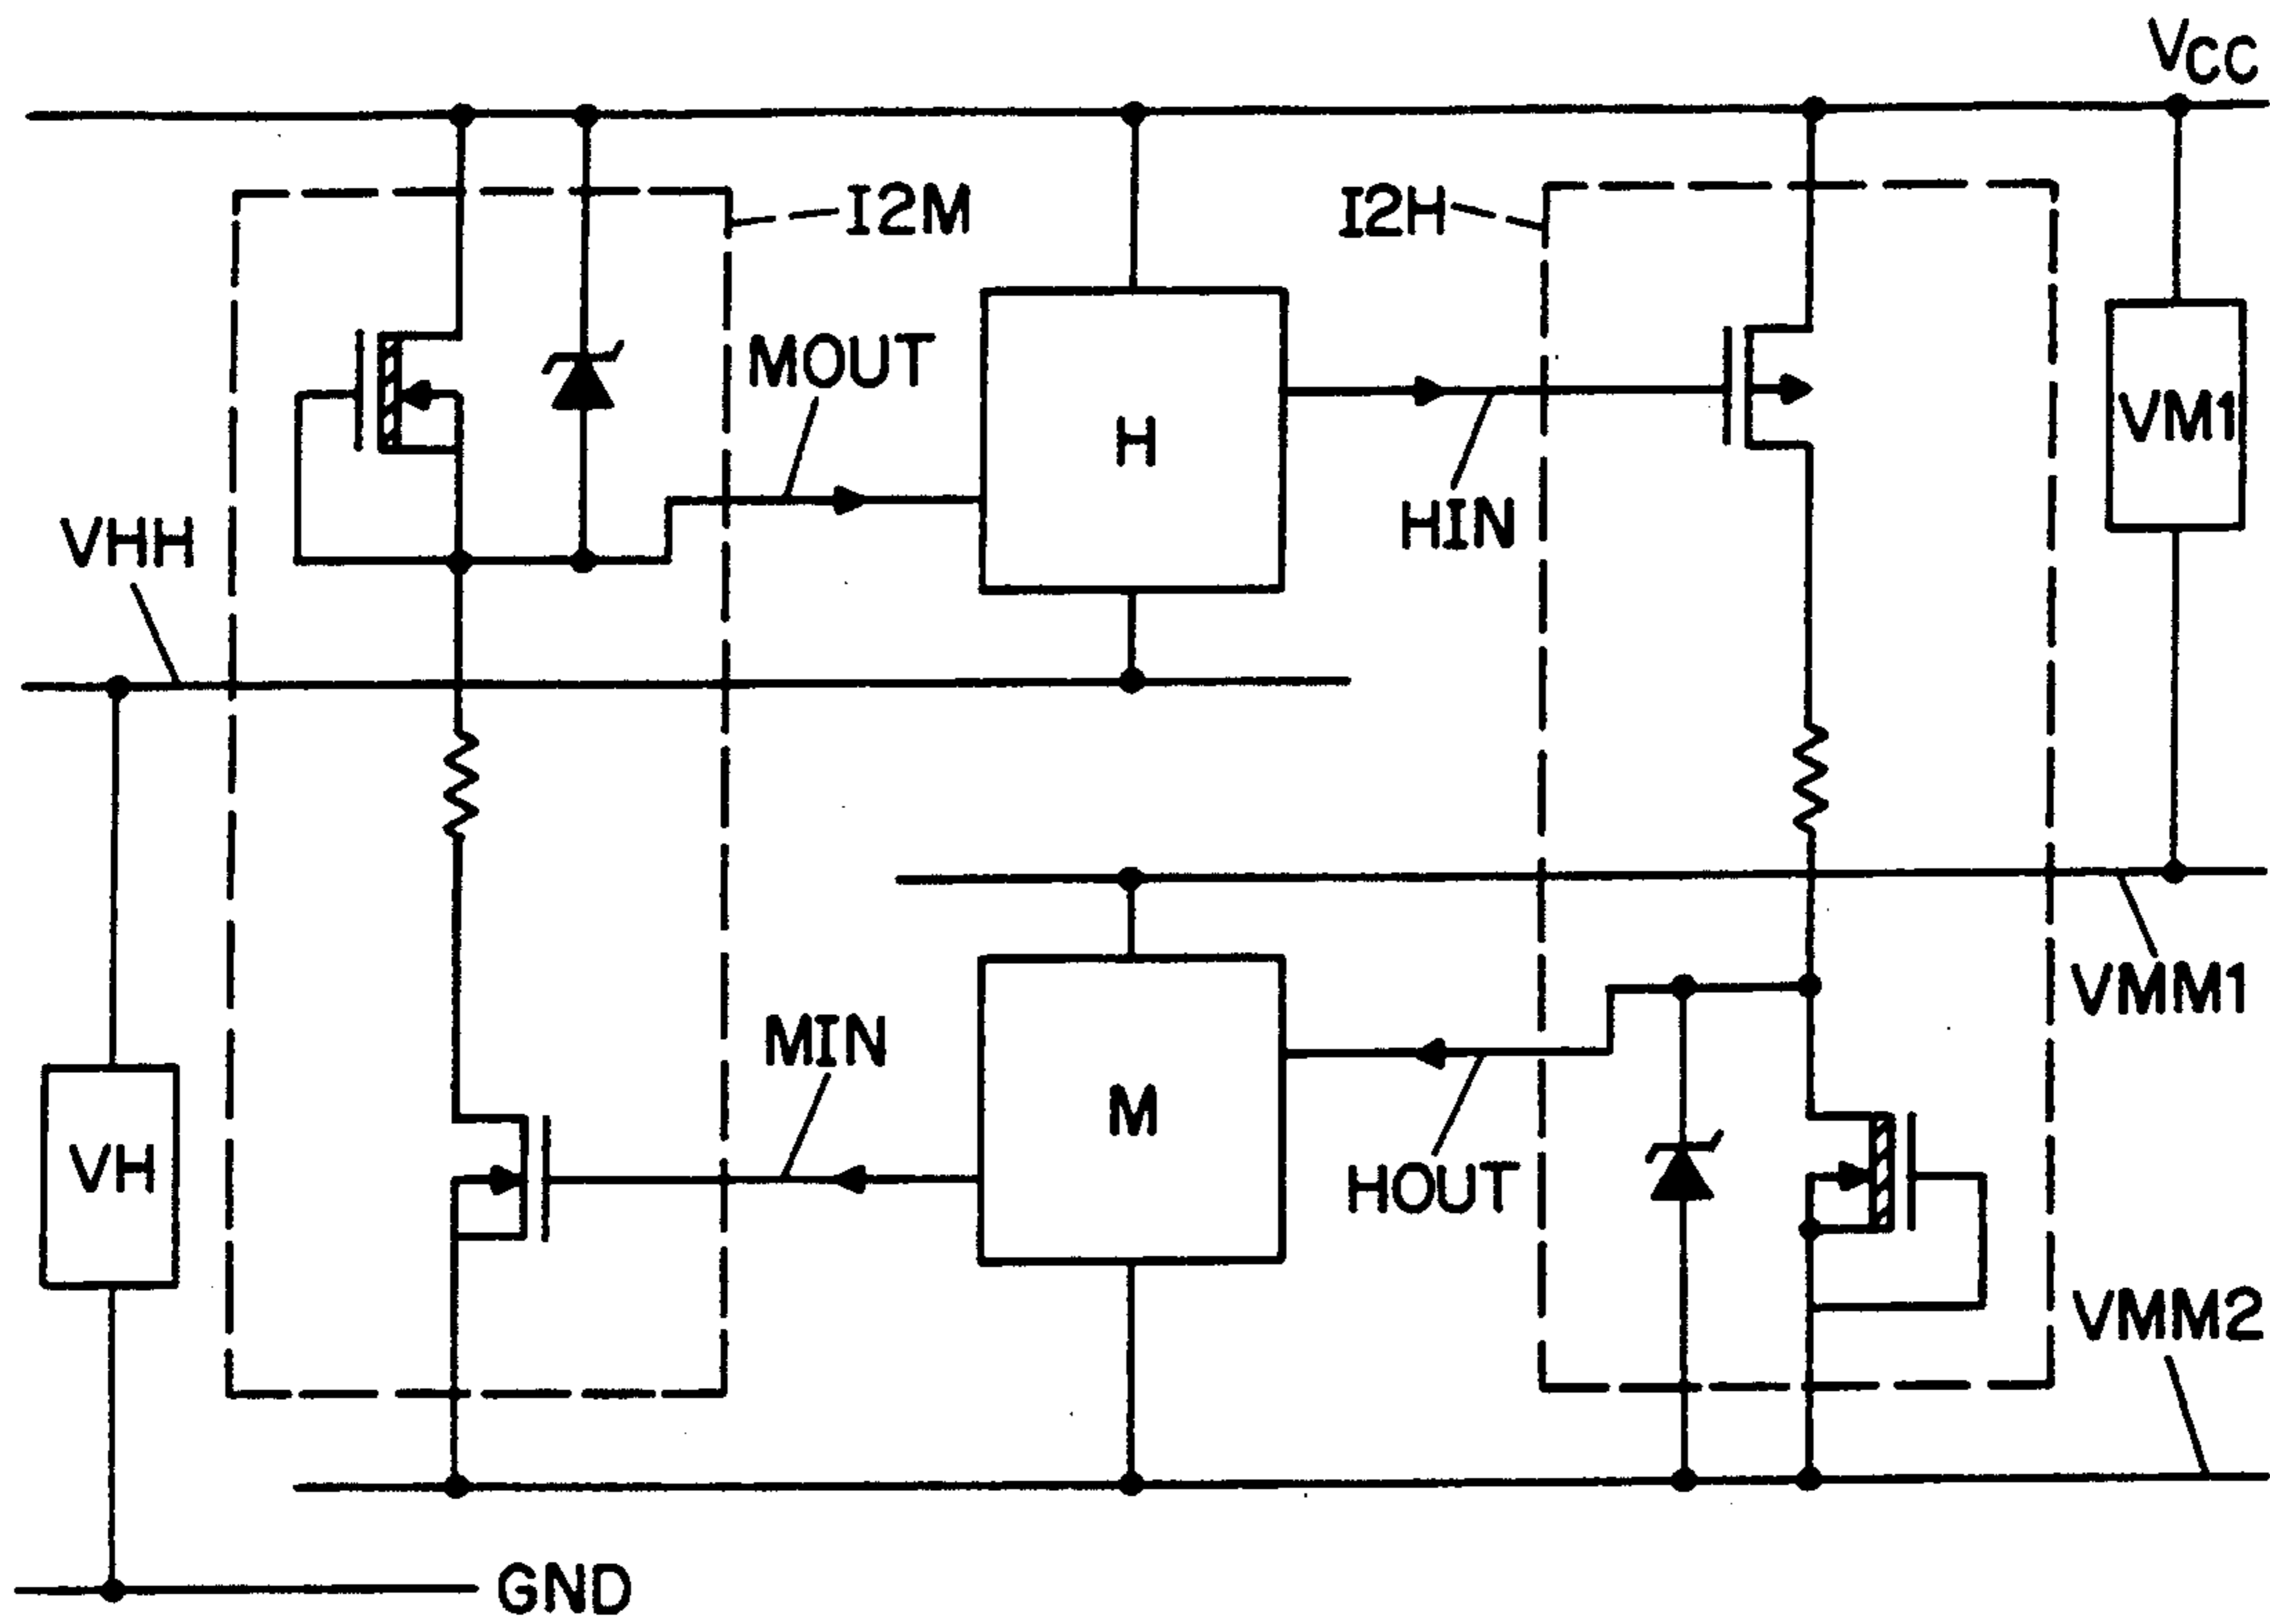 VCC
I2M
I2H
MOUT
H
VM1
HIN
VHH
VMM1
MIN
M
VH
HOUT
VMM2
GND